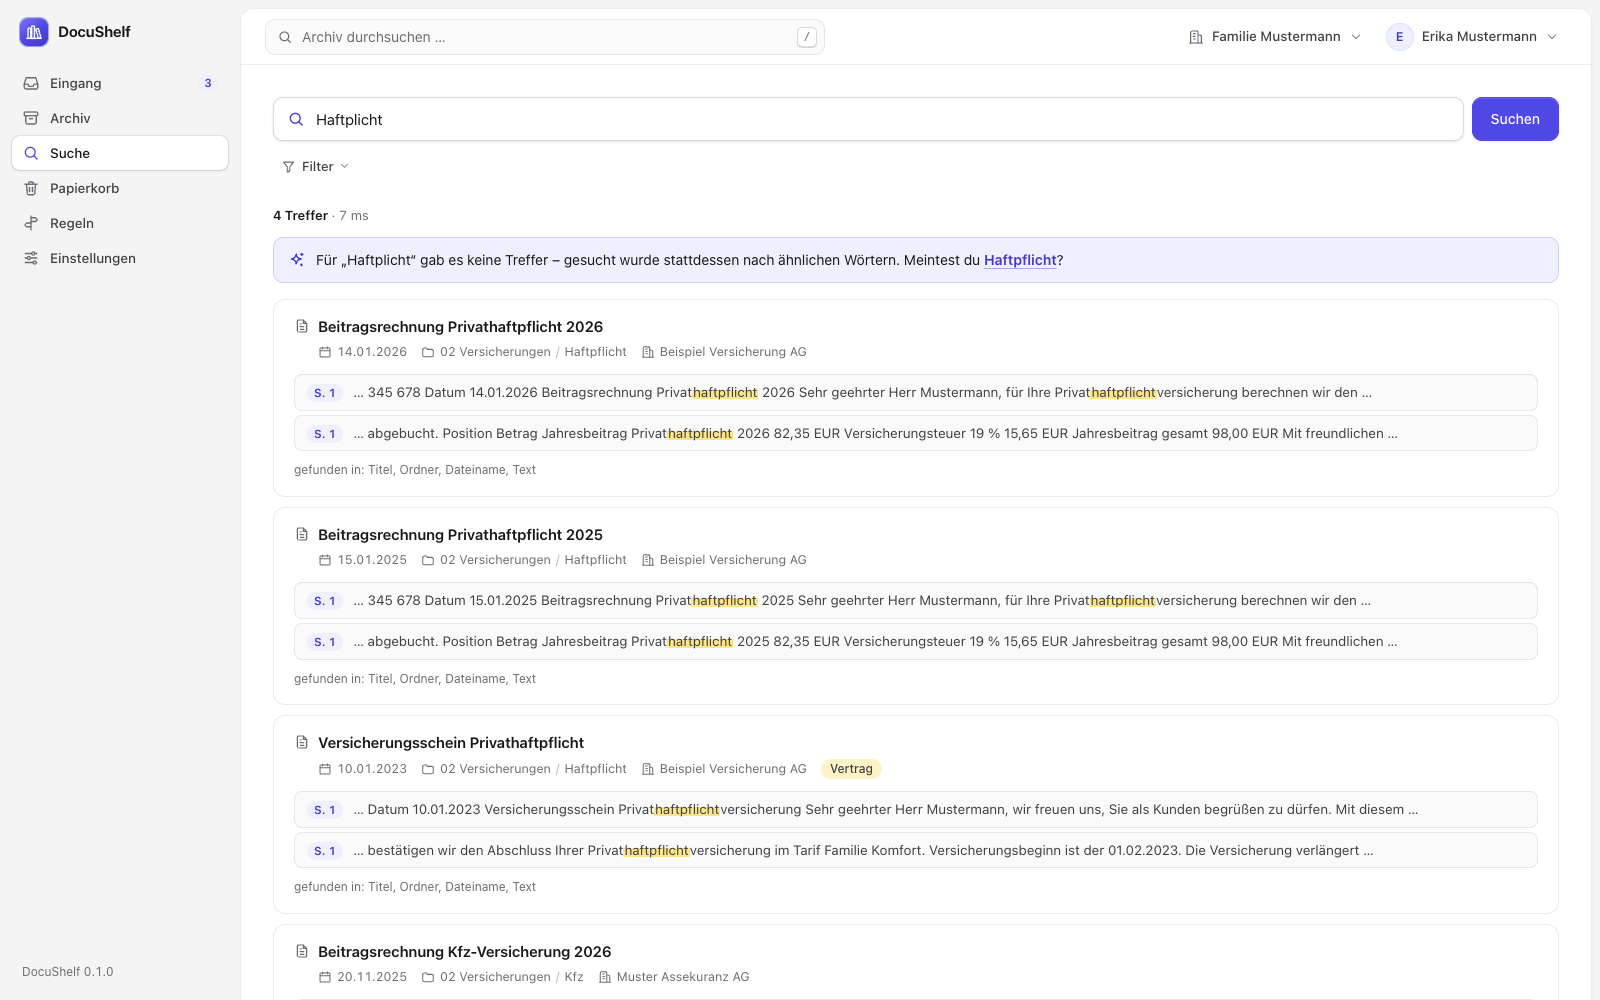 DocuShelf
Archiv durchsuchen ...
/
Familie Mustermann
E
Erika Mustermann
Eingang
3
Archiv
Suche
Papierkorb
Regeln
Einstellungen
DocuShelf 0.1.0
Haftplicht
Suchen
Filter
4 Treffer · 7 ms
Für „Haftplicht“ gab es keine Treffer – gesucht wurde stattdessen nach ähnlichen Wörtern. Meintest du Haftpflicht?
Beitragsrechnung Privathaftpflicht 2026
14.01.2026 02 Versicherungen / Haftpflicht Beispiel Versicherung AG
S. 1 ... 345 678 Datum 14.01.2026 Beitragsrechnung Privathaftpflicht 2026 Sehr geehrter Herr Mustermann, für Ihre Privathaftpflichtversicherung berechnen wir den ...
S. 1 ... abgebucht. Position Betrag Jahresbeitrag Privathaftpflicht 2026 82,35 EUR Versicherungsteuer 19 % 15,65 EUR Jahresbeitrag gesamt 98,00 EUR Mit freundlichen ...
gefunden in: Titel, Ordner, Dateiname, Text
Beitragsrechnung Privathaftpflicht 2025
15.01.2025 02 Versicherungen / Haftpflicht Beispiel Versicherung AG
S. 1 ... 345 678 Datum 15.01.2025 Beitragsrechnung Privathaftpflicht 2025 Sehr geehrter Herr Mustermann, für Ihre Privathaftpflichtversicherung berechnen wir den ...
S. 1 ... abgebucht. Position Betrag Jahresbeitrag Privathaftpflicht 2025 82,35 EUR Versicherungsteuer 19 % 15,65 EUR Jahresbeitrag gesamt 98,00 EUR Mit freundlichen ...
gefunden in: Titel, Ordner, Dateiname, Text
Versicherungsschein Privathaftpflicht
10.01.2023 02 Versicherungen / Haftpflicht Beispiel Versicherung AG Vertrag
S. 1 ... Datum 10.01.2023 Versicherungsschein Privathaftpflichtversicherung Sehr geehrter Herr Mustermann, wir freuen uns, Sie als Kunden begrüßen zu dürfen. Mit diesem ...
S. 1 ... bestätigen wir den Abschluss Ihrer Privathaftpflichtversicherung im Tarif Familie Komfort. Versicherungsbeginn ist der 01.02.2023. Die Versicherung verlängert ...
gefunden in: Titel, Ordner, Dateiname, Text
Beitragsrechnung Kfz-Versicherung 2026
20.11.2025 02 Versicherungen / Kfz Muster Assekuranz AG